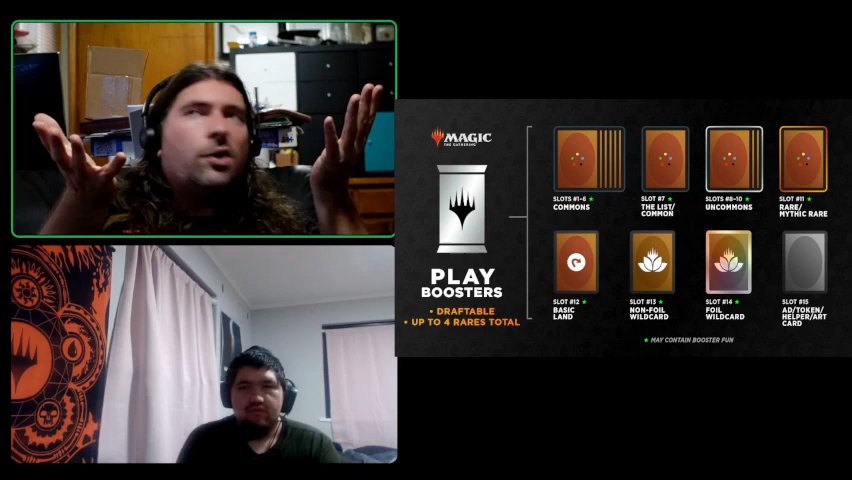 MAGIC
THE GATHERING
PLAY
BOOSTERS
• DRAFTABLE
• UP TO 4 RARES TOTAL
SLOTS #1-6 ★
COMMONS
SLOT #7 ★
THE LIST/
COMMON
SLOTS #8-10 ★
UNCOMMONS
SLOT #11 ★
RARE/
MYTHIC RARE
SLOT #12 ★
BASIC
LAND
SLOT #13 ★
NON-FOIL
WILDCARD
SLOT #14 ★
FOIL
WILDCARD
SLOT #15
AD/TOKEN/
HELPER/ART
CARD
★ MAY CONTAIN BOOSTER FUN